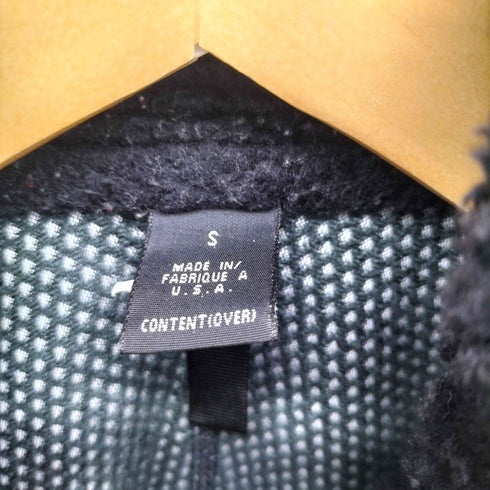 S
MADE IN/
FABRIQUE A
U.S.A.
CONTENT(OVER)